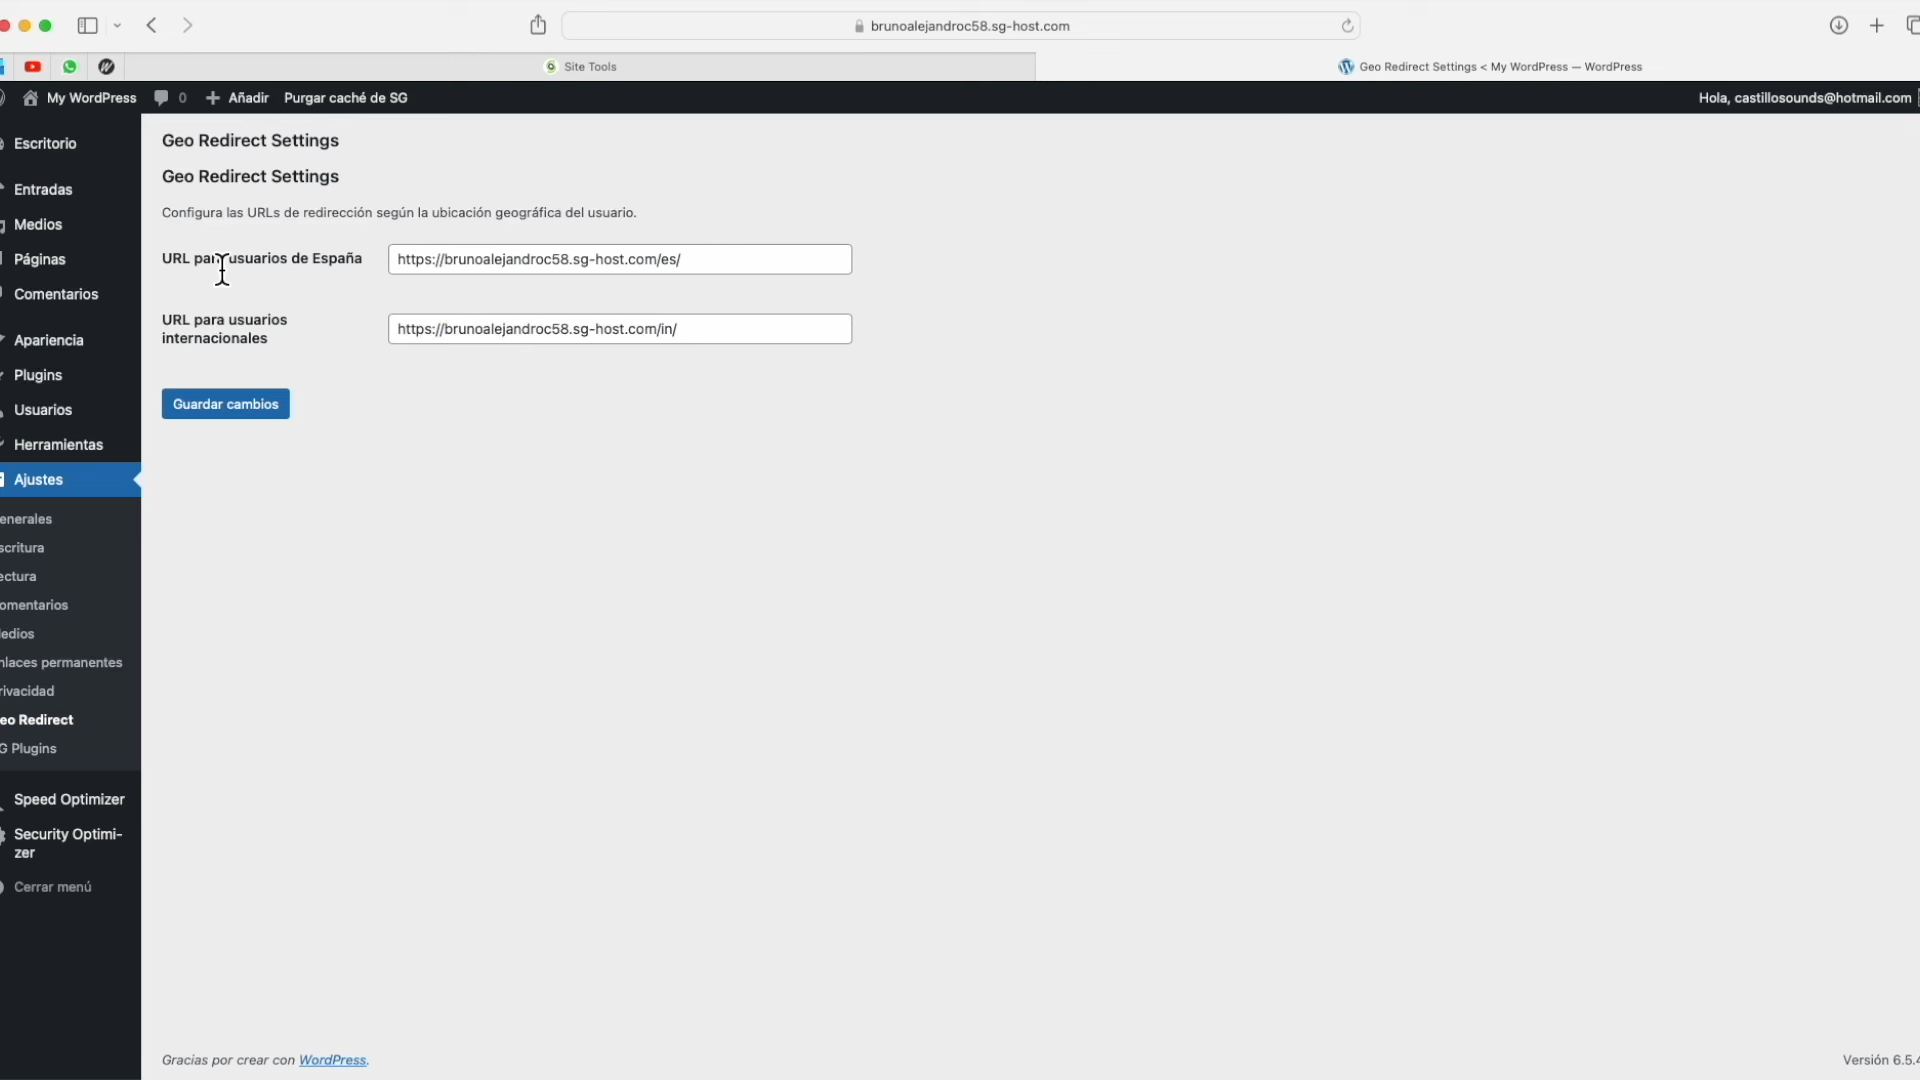 brunoalejandroc58.sg-host.com
Site Tools
Geo Redirect Settings < My WordPress — WordPress
My WordPress
0
Añadir
Purgar caché de SG
Hola, castillosounds@hotmail.com
Escritorio
Entradas
Medios
Páginas
Comentarios
Apariencia
Plugins
Usuarios
Herramientas
Ajustes
enerales
scritura
ectura
omentarios
edios
nlaces permanentes
rivacidad
eo Redirect
G Plugins
Speed Optimizer
Security Optimi-
zer
Cerrar menú
Geo Redirect Settings
Geo Redirect Settings
Configura las URLs de redirección según la ubicación geográfica del usuario.
URL para usuarios de España
https://brunoalejandroc58.sg-host.com/es/
URL para usuarios
internacionales
https://brunoalejandroc58.sg-host.com/in/
Guardar cambios
Gracias por crear con WordPress.
Versión 6.5.4